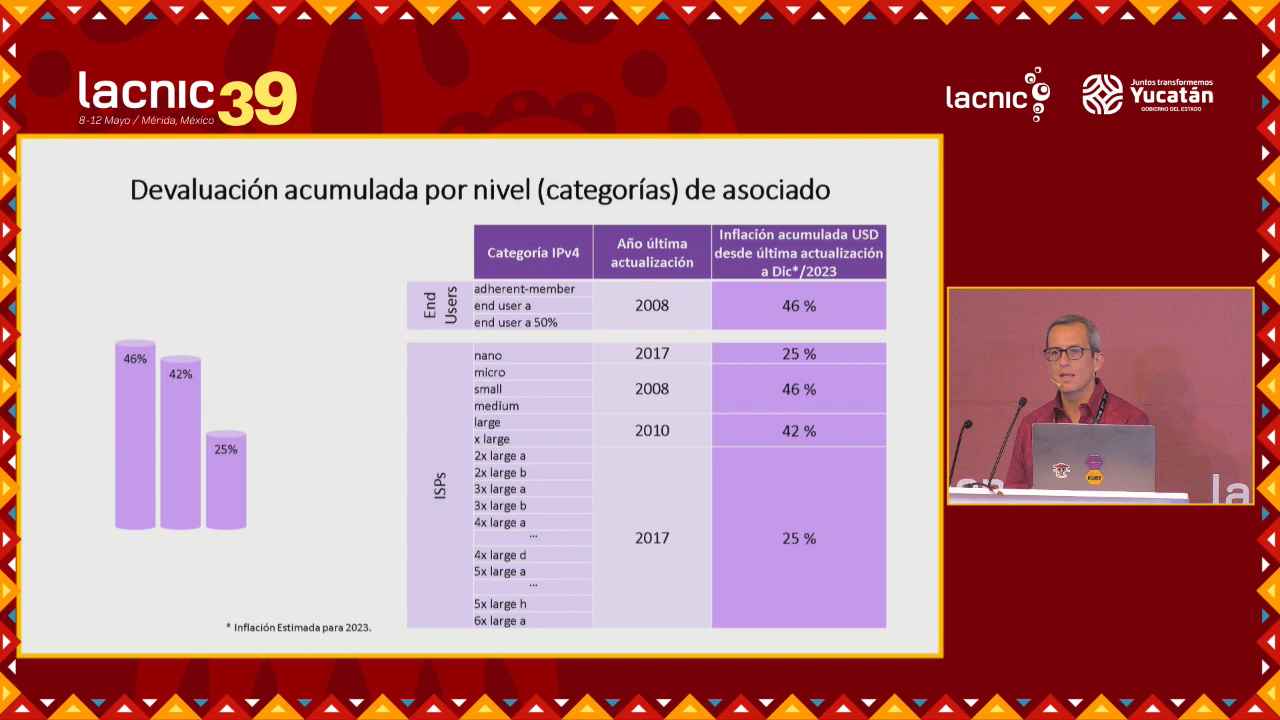 lacnic 39
8-12 Mayo / Mérida, México
lacnic
Juntos transformemos
Yucatán
GOBIERNO DEL ESTADO
Devaluación acumulada por nivel (categorías) de asociado
Categoría IPv4
Año última
actualización
Inflación acumulada USD
desde última actualización
a Dic*/2023
End
Users
adherent-member
end user a
end user a 50%
2008
46 %
ISPs
nano
2017
25 %
micro
small
medium
2008
46 %
large
x large
2010
42 %
2x large a
2x large b
3x large a
3x large b
4x large a
...
4x large d
5x large a
...
5x large h
6x large a
2017
25 %
46%
42%
25%
* Inflación Estimada para 2023.